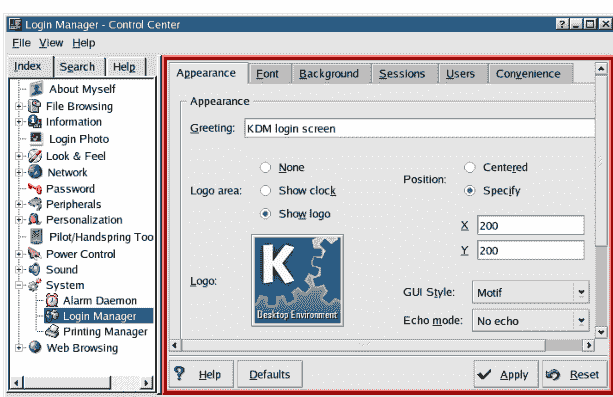 Login Manager - Control Center
File View Help
Index Search Help
About Myself
File Browsing
Information
Login Photo
Look & Feel
Network
Password
Peripherals
Personalization
Pilot/Handspring Too
Power Control
Sound
System
Alarm Daemon
Login Manager
Printing Manager
Web Browsing
Appearance Font Background Sessions Users Convenience
Appearance
Greeting: KDM login screen
Logo area:
None
Show clock
Show logo
Position:
Centered
Specify
X 200
Y 200
Logo:
K
Desktop Environment
GUI Style: Motif
Echo mode: No echo
Help Defaults Apply Reset